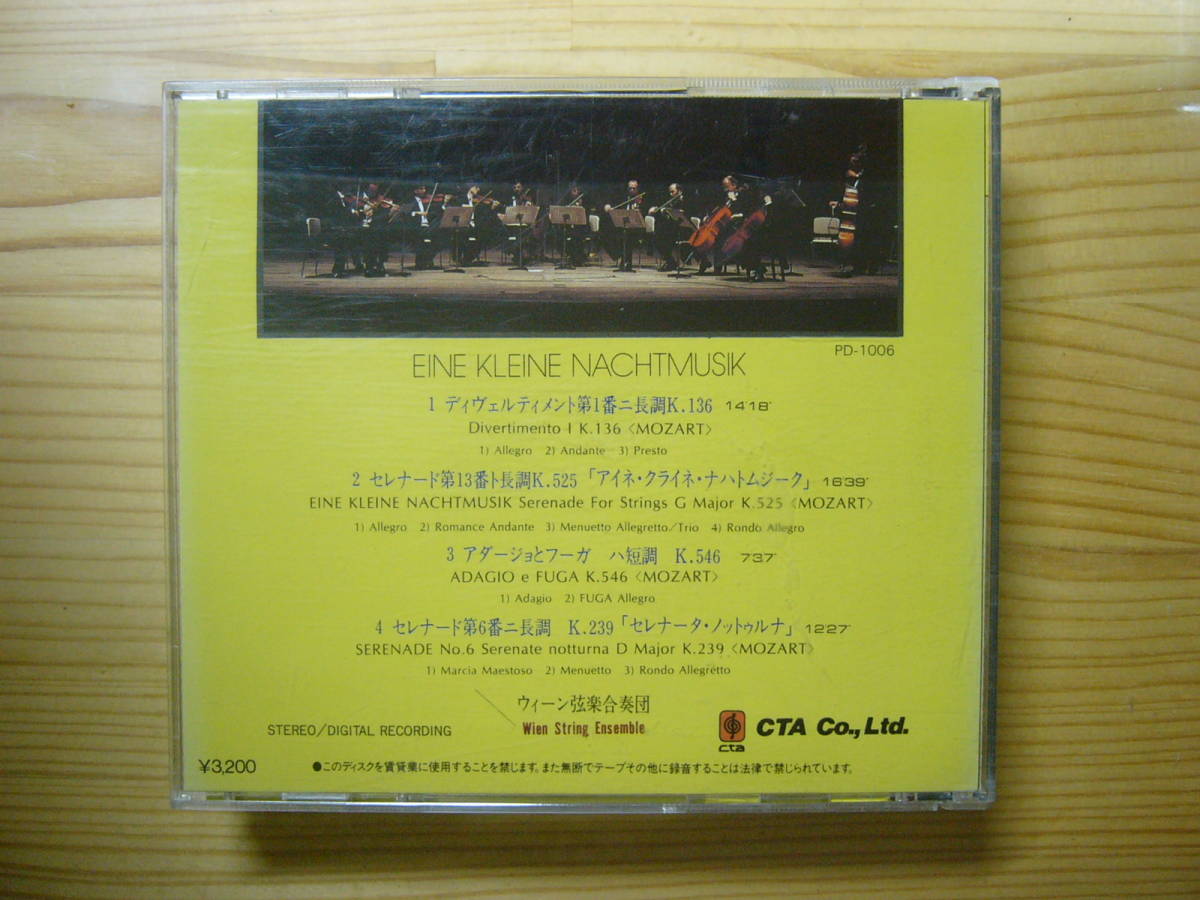 PD-1006
EINE KLEINE NACHTMUSIK
1 ディヴェルティメント第1番ニ長調K.136 14'18"
Divertimento I K.136 〈MOZART〉
1) Allegro 2) Andante 3) Presto
2 セレナード第13番ト長調K.525「アイネ・クライネ・ナハトムジーク」 16'39"
EINE KLEINE NACHTMUSIK Serenade For Strings G Major K.525 〈MOZART〉
1) Allegro 2) Romance Andante 3) Menuetto Allegretto/Trio 4) Rondo Allegro
3 アダージョとフーガ ハ短調 K.546 7'37"
ADAGIO e FUGA K.546 〈MOZART〉
1) Adagio 2) FUGA Allegro
4 セレナード第6番ニ長調 K.239「セレナータ・ノットゥルナ」 12'27"
SERENADE No.6 Serenate notturna D Major K.239 〈MOZART〉
1) Marcia Maestoso 2) Menuetto 3) Rondo Allegretto
ウィーン弦楽合奏団
Wien String Ensemble
STEREO/DIGITAL RECORDING
cta
CTA Co., Ltd.
¥3,200
●このディスクを賃貸業に使用することを禁じます。また無断でテープその他に録音することは法律で禁じられています。